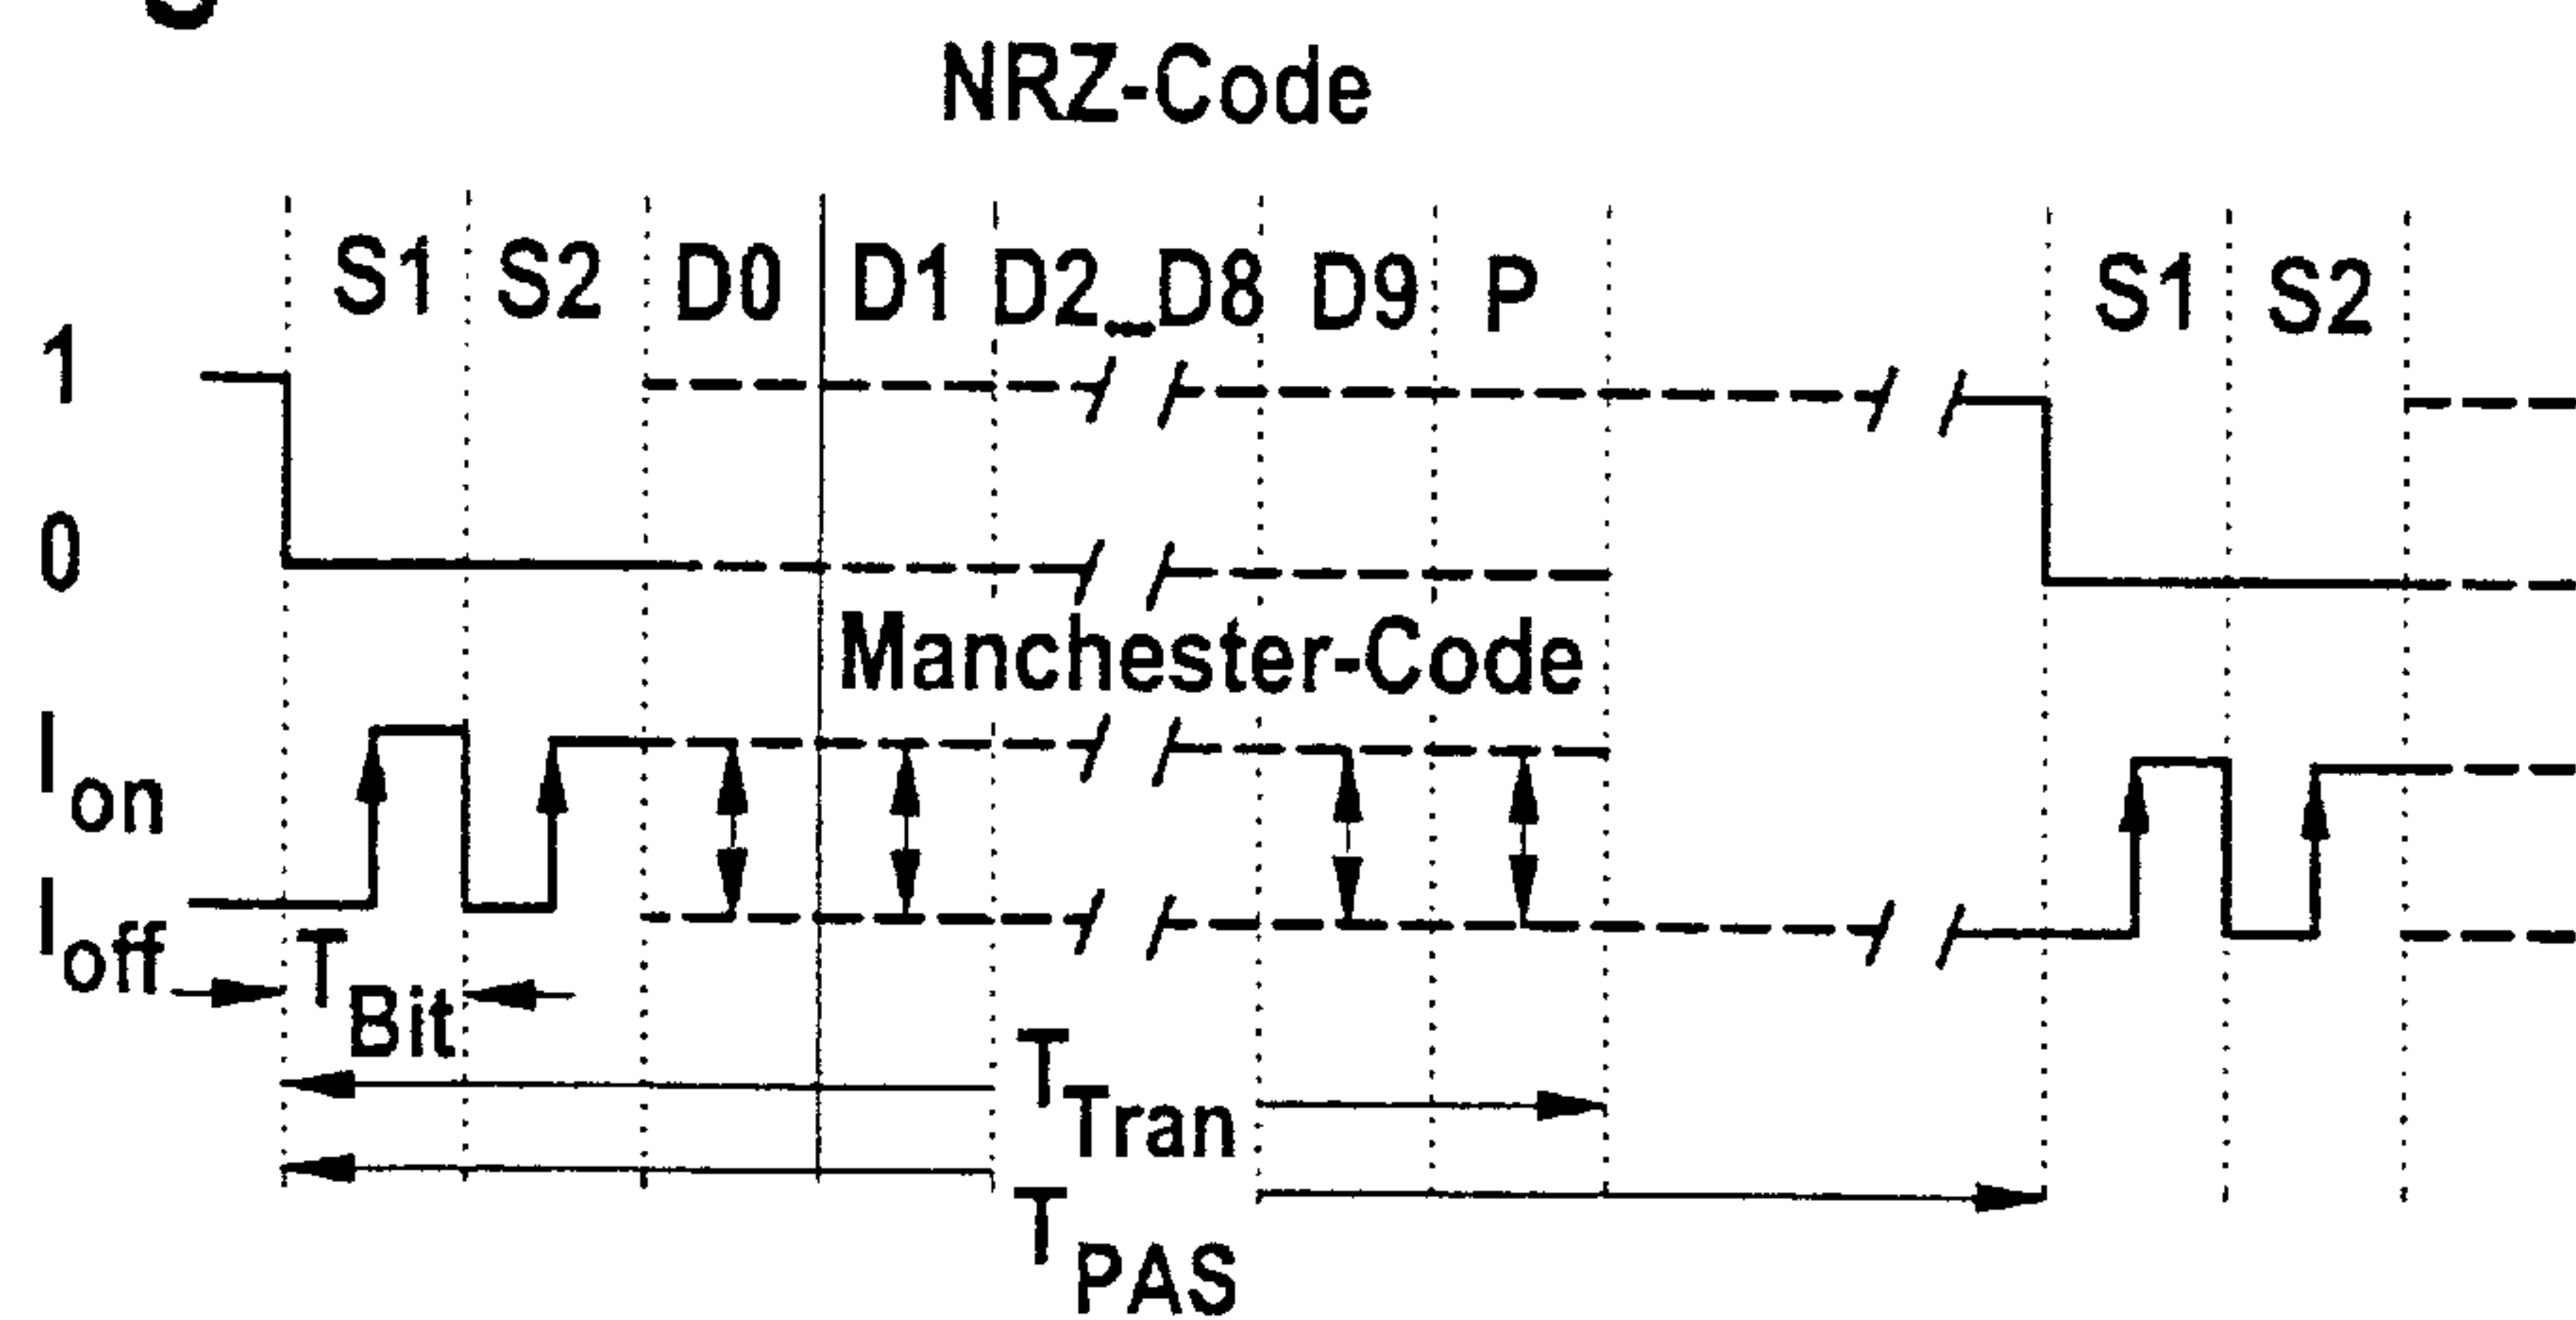 NRZ-Code
S1 S2 D0 D1 D2_D8 D9 P S1 S2
1
0
Manchester-Code
Ion
Ioff
TBit
TTran
TPAS